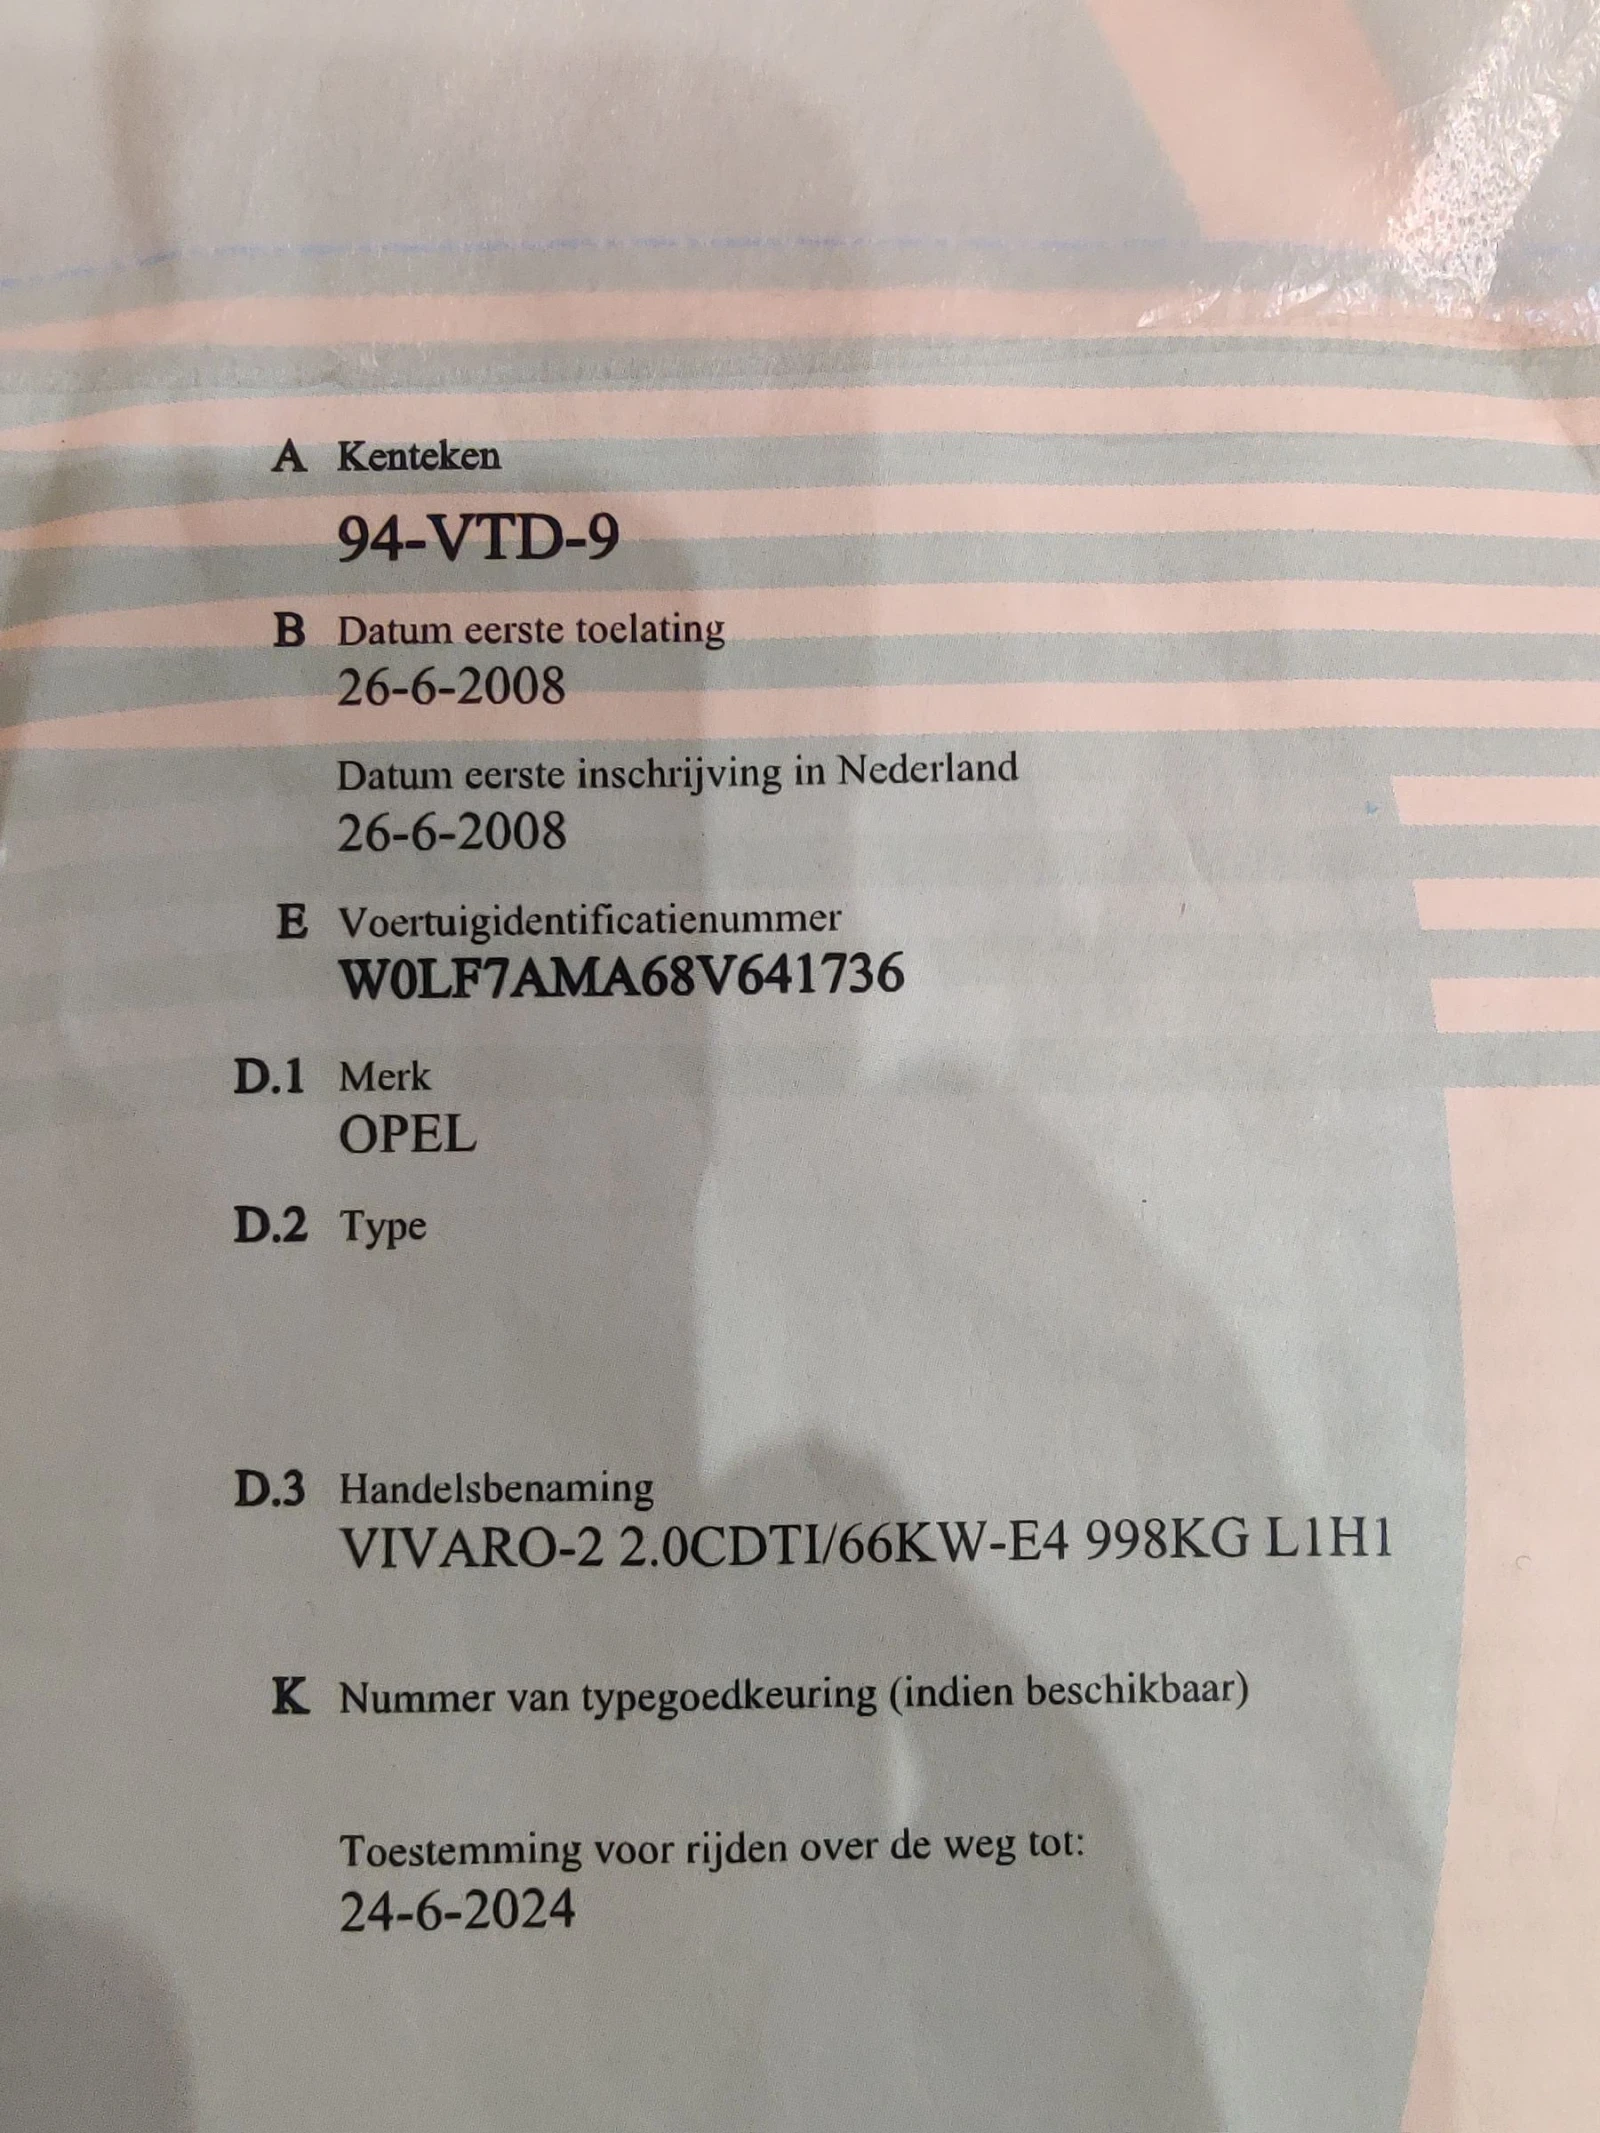 A Kenteken
94-VTD-9
B Datum eerste toelating
26-6-2008
Datum eerste inschrijving in Nederland
26-6-2008
E Voertuigidentificatienummer
W0LF7AMA68V641736
D.1 Merk
OPEL
D.2 Type
D.3 Handelsbenaming
VIVARO-2 2.0CDTI/66KW-E4 998KG L1H1
K Nummer van typegoedkeuring (indien beschikbaar)
Toestemming voor rijden over de weg tot:
24-6-2024